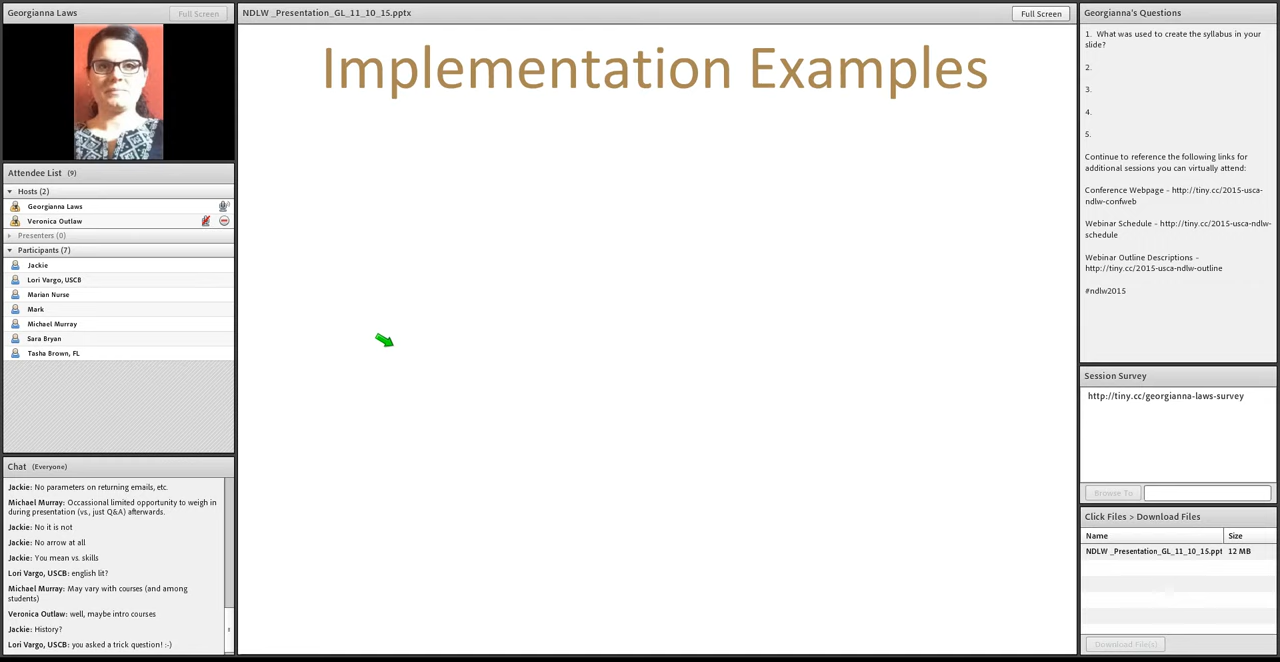 Georgianna Laws
Full Screen
Attendee List (9)
Hosts (2)
Georgianna Laws
Veronica Outlaw
Presenters (0)
Participants (7)
Jackie
Lori Vargo, USCB
Marian Nurse
Mark
Michael Murray
Sara Bryan
Tasha Brown, FL
Chat (Everyone)
Jackie: No parameters on returning emails, etc.
Michael Murray: Occassional limited opportunity to weigh in
during presentation (vs., just Q&A) afterwards.
Jackie: No it is not
Jackie: No arrow at all
Jackie: You mean vs. skills
Lori Vargo, USCB: english lit?
Michael Murray: May vary with courses (and among
students)
Veronica Outlaw: well, maybe intro courses
Jackie: History?
Lori Vargo, USCB: you asked a trick question! :-)
NDLW _Presentation_GL_11_10_15.pptx
Full Screen
Implementation Examples
Georgianna's Questions
1. What was used to create the syllabus in your
slide?
2.
3.
4.
5.
Continue to reference the following links for
additional sessions you can virtually attend:
Conference Webpage - http://tiny.cc/2015-usca-
ndlw-confweb
Webinar Schedule - http://tiny.cc/2015-usca-ndlw-
schedule
Webinar Outline Descriptions -
http://tiny.cc/2015-usca-ndlw-outline
#ndlw2015
Session Survey
http://tiny.cc/georgianna-laws-survey
Browse To
Click Files > Download Files
Name Size
NDLW _Presentation_GL_11_10_15.ppt 12 MB
Download File(s)